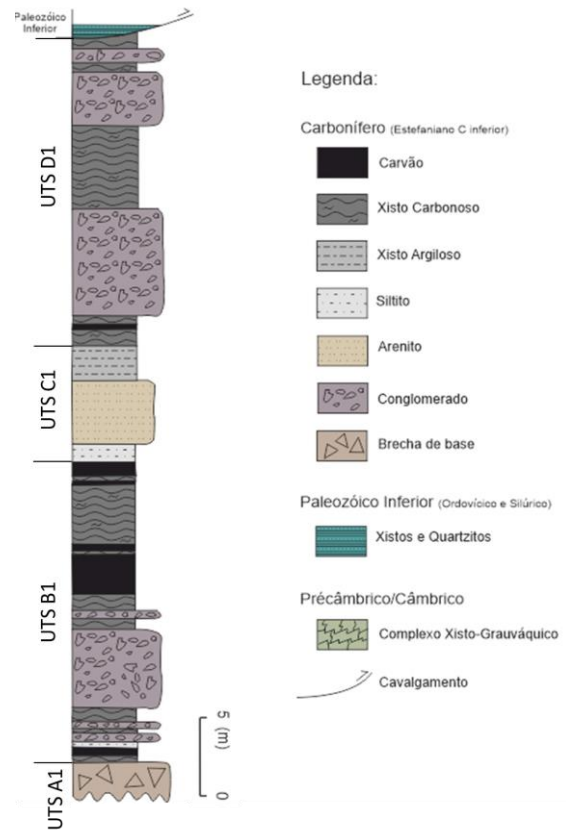 Paleozóico
Inferior
UTS D1
UTS C1
UTS B1
UTS A1
5
(m)
0
Legenda:
Carbonífero (Estefaniano C inferior)
Carvão
Xisto Carbonoso
Xisto Argiloso
Siltito
Arenito
Conglomerado
Brecha de base
Paleozóico Inferior (Ordovícico e Silúrico)
Xistos e Quartzitos
Précâmbrico/Câmbrico
Complexo Xisto-Grauváquico
Cavalgamento